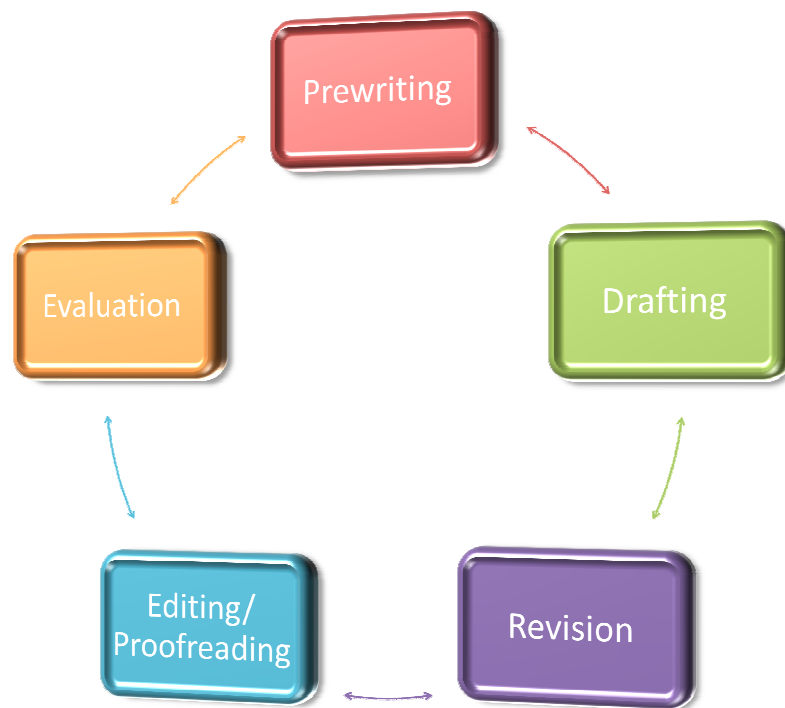 Prewriting
Drafting
Revision
Editing/
Proofreading
Evaluation